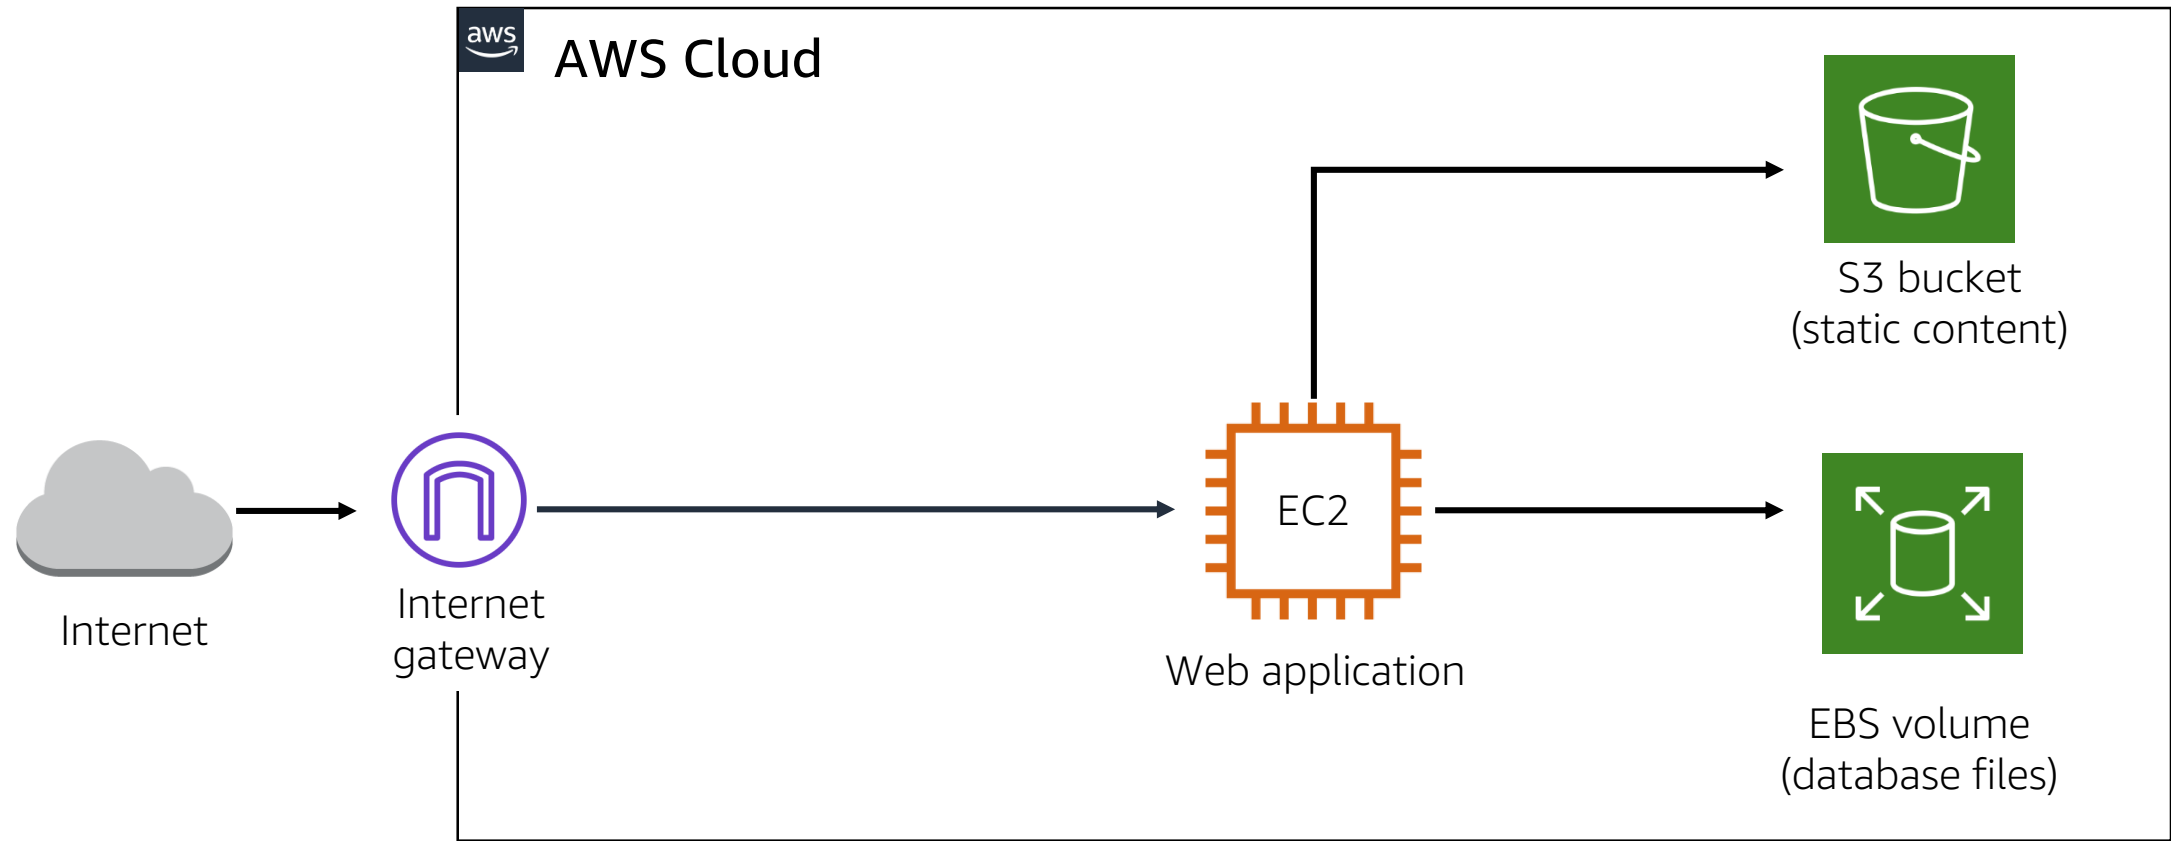 aws
AWS Cloud
S3 bucket
(static content)
EC2
Internet
Internet
gateway
Web application
EBS volume
(database files)